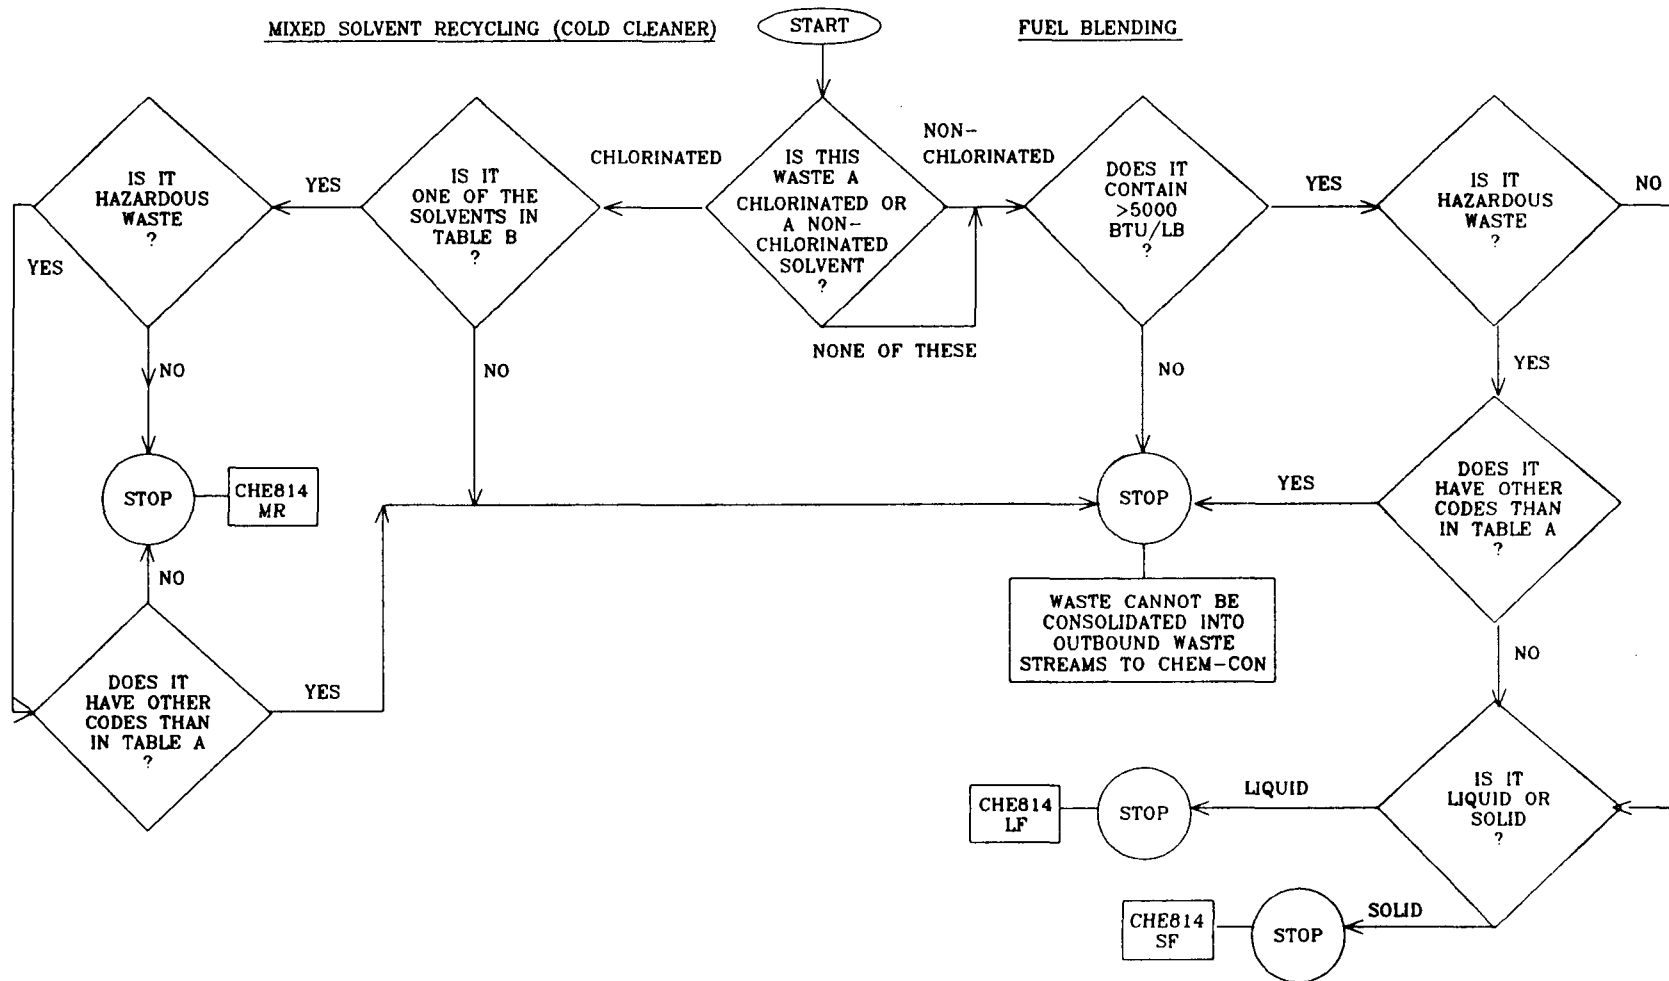 MIXED SOLVENT RECYCLING (COLD CLEANER)
START
FUEL BLENDING
IS IT
HAZARDOUS
WASTE
?
YES
IS IT
ONE OF THE
SOLVENTS IN
TABLE B
?
CHLORINATED
IS THIS
WASTE A
CHLORINATED OR
A NON-
CHLORINATED
SOLVENT
?
NON-
CHLORINATED
DOES IT
CONTAIN
>5000
BTU/LB
?
YES
IS IT
HAZARDOUS
WASTE
?
NO
YES
NONE OF THESE
NO
NO
NO
YES
STOP
CHE814
MR
STOP
YES
DOES IT
HAVE OTHER
CODES THAN
IN TABLE A
?
NO
WASTE CANNOT BE
CONSOLIDATED INTO
OUTBOUND WASTE
STREAMS TO CHEM-CON
NO
DOES IT
HAVE OTHER
CODES THAN
IN TABLE A
?
YES
CHE814
LF
STOP
LIQUID
IS IT
LIQUID OR
SOLID
?
CHE814
SF
STOP
SOLID